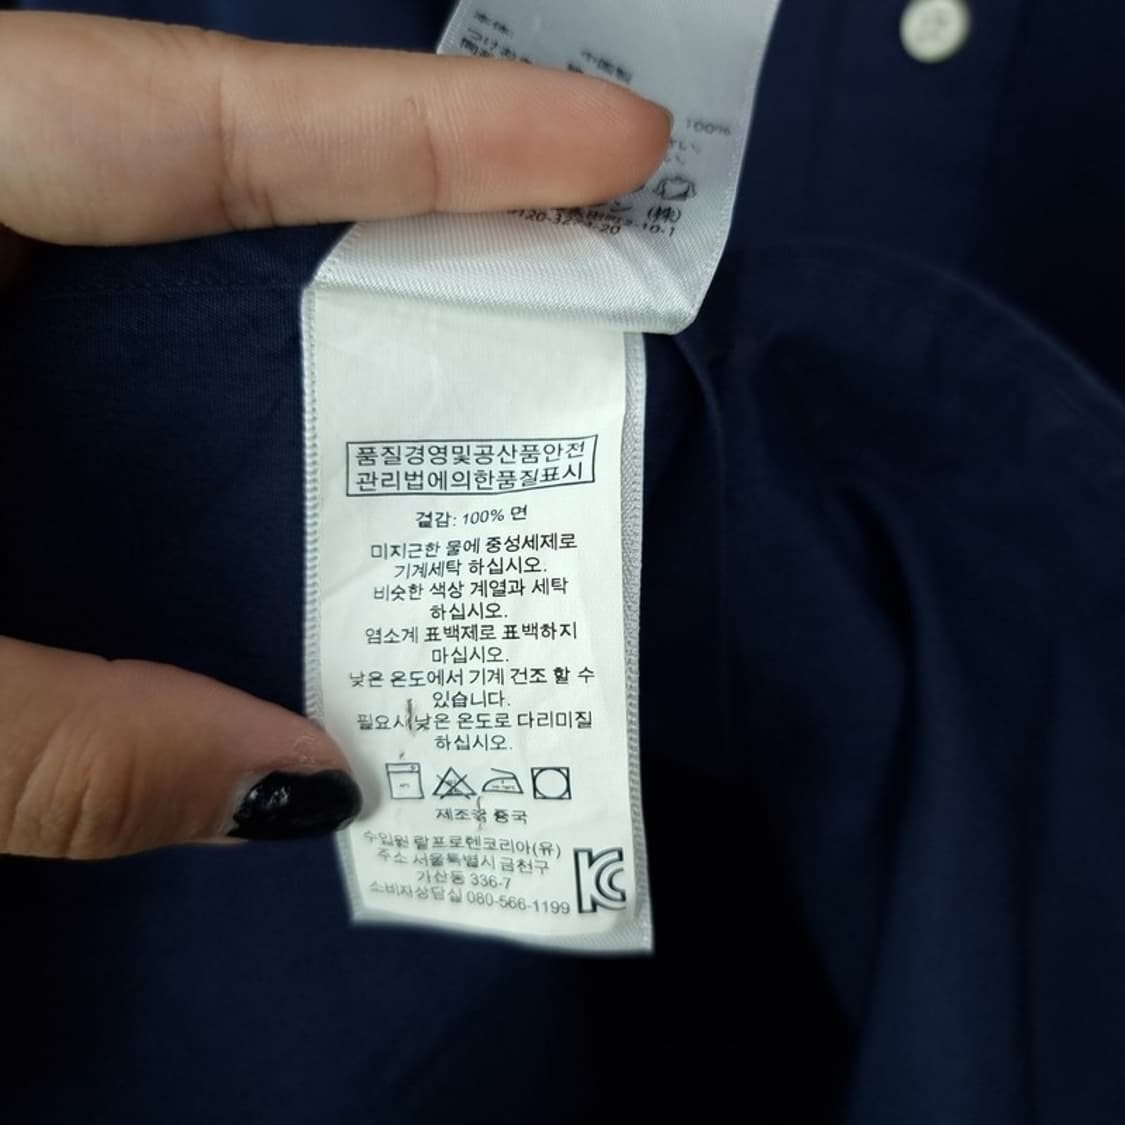 本体:
中国製
100%
(株)
품질경영및공산품안전
관리법에의한품질표시
겉감: 100% 면
미지근한 물에 중성세제로
기계세탁 하십시오.
비슷한 색상 계열과 세탁
하십시오.
염소계 표백제로 표백하지
마십시오.
낮은 온도에서 기계 건조 할 수
있습니다.
필요시낮은 온도로 다리미질
하십시오.
제조국 중국
수입원 랄프로렌코리아(유)
주소 서울특별시 금천구
가산동 336-7
소비자상담실 080-566-1199